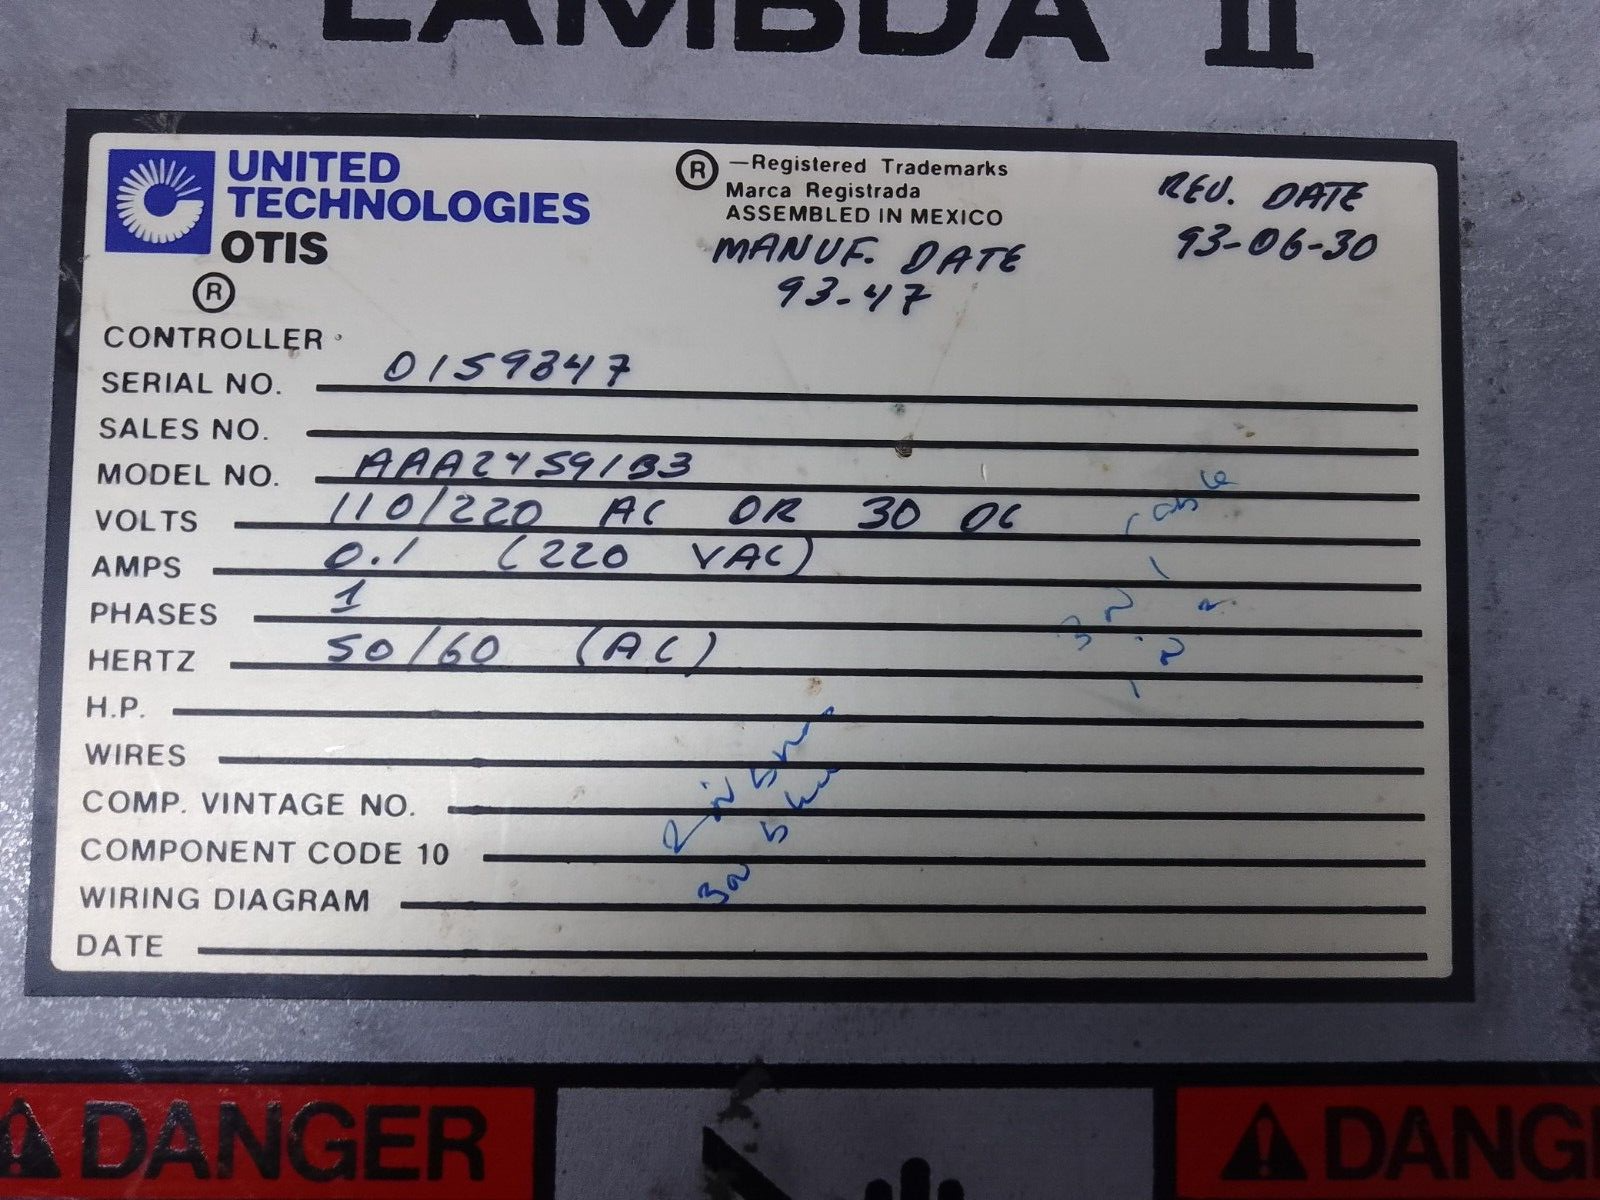 LAMBDA II
UNITED
TECHNOLOGIES
OTIS
®
® —Registered Trademarks
Marca Registrada
ASSEMBLED IN MEXICO
MANUF. DATE
93-47
REV. DATE
93-06-30
CONTROLLER
SERIAL NO. 0159847
SALES NO.
MODEL NO. AAA24591B3
VOLTS 110/220 AC OR 30 DC
AMPS 0.1 (220 VAC)
PHASES 1
HERTZ 50/60 (AC)
H.P.
WIRES
COMP. VINTAGE NO.
COMPONENT CODE 10
WIRING DIAGRAM
DATE
DANGER
DANG